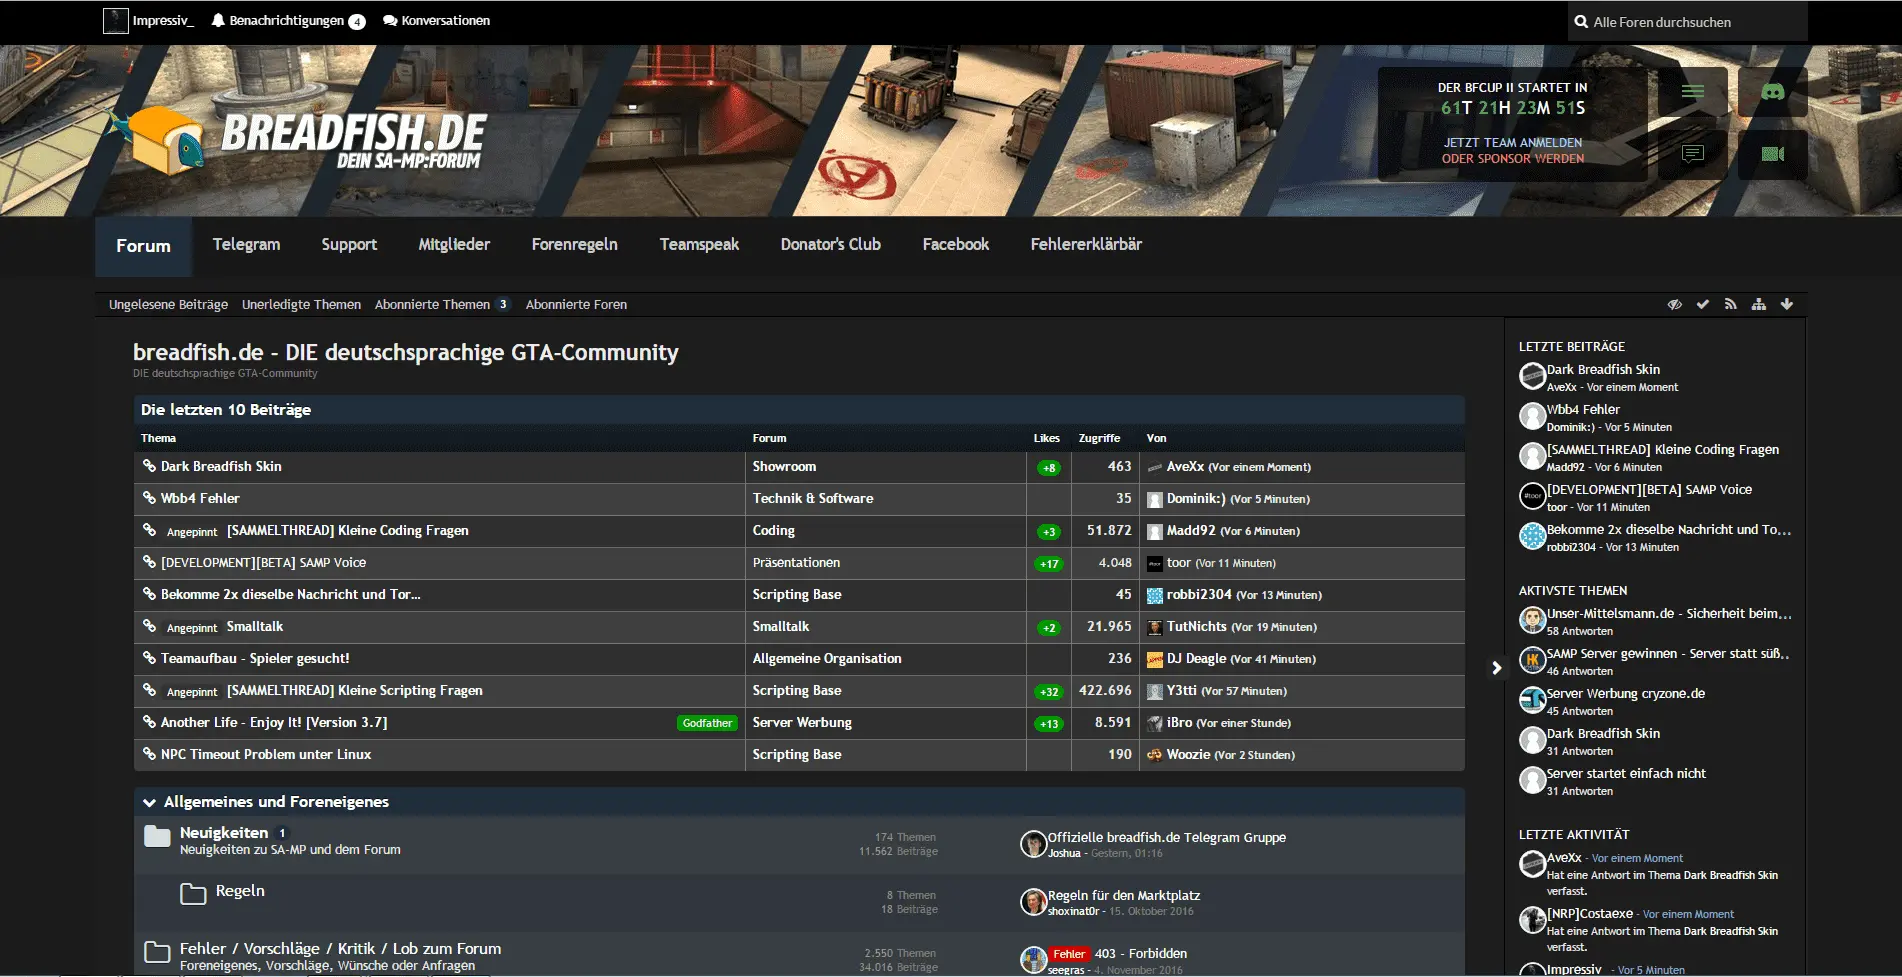 Impressiv_ Benachrichtigungen 4 Konversationen Alle Foren durchsuchen
BREADFISH.DE
DEIN SA-MP:FORUM
DER BFCUP II STARTET IN
61T 21H 23M 51S
JETZT TEAM ANMELDEN
ODER SPONSOR WERDEN
Forum Telegram Support Mitglieder Forenregeln Teamspeak Donator's Club Facebook Fehlererklärbär
Ungelesene Beiträge Unerledigte Themen Abonnierte Themen 3 Abonnierte Foren
breadfish.de - DIE deutschsprachige GTA-Community
DIE deutschsprachige GTA-Community
Die letzten 10 Beiträge
Thema Forum Likes Zugriffe Von
Dark Breadfish Skin Showroom +8 463 AveXx (Vor einem Moment)
Wbb4 Fehler Technik & Software 35 Dominik:) (Vor 5 Minuten)
Angepinnt [SAMMELTHREAD] Kleine Coding Fragen Coding +3 51.872 Madd92 (Vor 6 Minuten)
[DEVELOPMENT][BETA] SAMP Voice Präsentationen +17 4.048 toor (Vor 11 Minuten)
Bekomme 2x dieselbe Nachricht und Tor... Scripting Base 45 robbi2304 (Vor 13 Minuten)
Angepinnt Smalltalk Smalltalk +2 21.965 TutNichts (Vor 19 Minuten)
Teamaufbau - Spieler gesucht! Allgemeine Organisation 236 DJ Deagle (Vor 41 Minuten)
Angepinnt [SAMMELTHREAD] Kleine Scripting Fragen Scripting Base +32 422.696 Y3tti (Vor 57 Minuten)
Another Life - Enjoy It! [Version 3.7] Godfather Server Werbung +13 8.591 iBro (Vor einer Stunde)
NPC Timeout Problem unter Linux Scripting Base 190 Woozie (Vor 2 Stunden)
Allgemeines und Foreneigenes
Neuigkeiten 1
Neuigkeiten zu SA-MP und dem Forum
174 Themen
11.562 Beiträge
Offizielle breadfish.de Telegram Gruppe
Joshua - Gestern, 01:16
Regeln
8 Themen
18 Beiträge
Regeln für den Marktplatz
shoxinat0r - 15. Oktober 2016
Fehler / Vorschläge / Kritik / Lob zum Forum
Foreneigenes, Vorschläge, Wünsche oder Anfragen
2.550 Themen
34.016 Beiträge
Fehler 403 - Forbidden
seegras - 4. November 2016
LETZTE BEITRÄGE
Dark Breadfish Skin
AveXx - Vor einem Moment
Wbb4 Fehler
Dominik:) - Vor 5 Minuten
[SAMMELTHREAD] Kleine Coding Fragen
Madd92 - Vor 6 Minuten
[DEVELOPMENT][BETA] SAMP Voice
toor - Vor 11 Minuten
Bekomme 2x dieselbe Nachricht und To...
robbi2304 - Vor 13 Minuten
AKTIVSTE THEMEN
Unser-Mittelsmann.de - Sicherheit beim...
58 Antworten
SAMP Server gewinnen - Server statt süß..
46 Antworten
Server Werbung cryzone.de
45 Antworten
Dark Breadfish Skin
31 Antworten
Server startet einfach nicht
31 Antworten
LETZTE AKTIVITÄT
AveXx - Vor einem Moment
Hat eine Antwort im Thema Dark Breadfish Skin
verfasst.
[NRP]Costaexe - Vor einem Moment
Hat eine Antwort im Thema Dark Breadfish Skin
verfasst.
Impressiv_ - Vor 5 Minuten